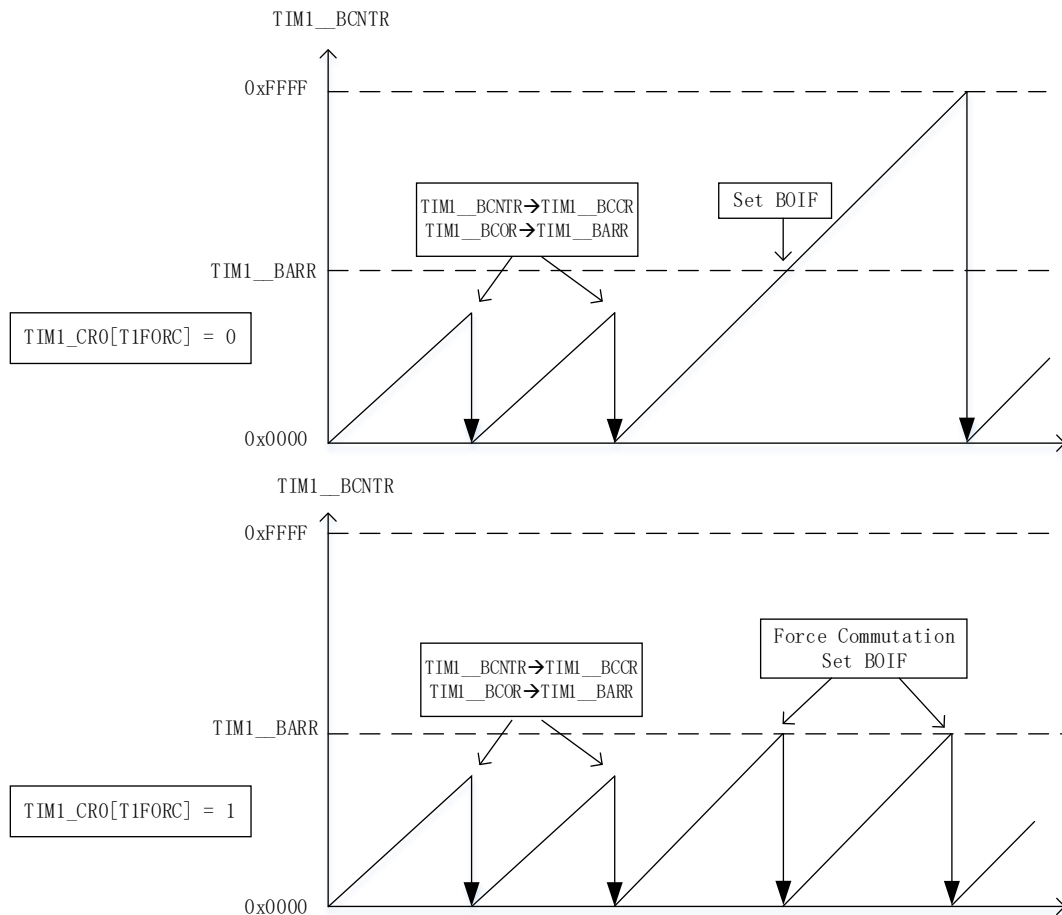 TIM1__BCNTR
0xFFFF
TIM1__BCNTR→TIM1__BCCR
TIM1__BCOR→TIM1__BARR
Set BOIF
TIM1__BARR
TIM1_CR0[T1FORC] = 0
0x0000
TIM1__BCNTR
0xFFFF
Force Commutation
Set BOIF
TIM1__BCNTR→TIM1__BCCR
TIM1__BCOR→TIM1__BARR
TIM1__BARR
TIM1_CR0[T1FORC] = 1
0x0000